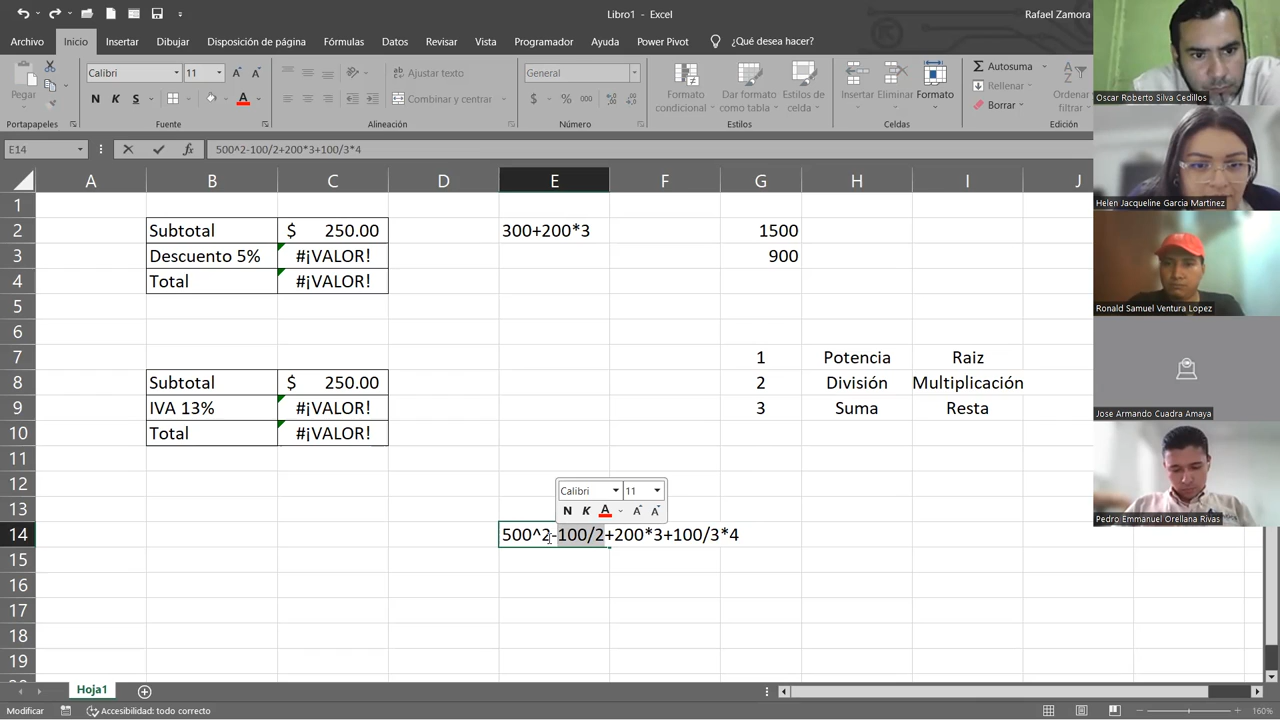 Libro1 - Excel
Rafael Zamora
Archivo Inicio Insertar Dibujar Disposición de página Fórmulas Datos Revisar Vista Programador Ayuda Power Pivot ¿Qué desea hacer?
Pegar
Calibri 11
N K S
Ajustar texto
Combinar y centrar
General
$ % 000
Formato condicional
Dar formato como tabla
Estilos de celda
Insertar Eliminar Formato
Autosuma
Rellenar
Borrar
Ordenar
filtrar
Portapapeles Fuente Alineación Número Estilos Celdas Edición
E14 500^2-100/2+200*3+100/3*4
A B C D E F G H I J
1
2 Subtotal $ 250.00 300+200*3 1500
3 Descuento 5% #¡VALOR! 900
4 Total #¡VALOR!
5
6
7 1 Potencia Raiz
8 Subtotal $ 250.00 2 División Multiplicación
9 IVA 13% #¡VALOR! 3 Suma Resta
10 Total #¡VALOR!
11
12
13
Calibri 11
N K A
14 500^2-100/2+200*3+100/3*4
15
16
17
18
19
Hoja1
Modificar Accesibilidad: todo correcto 160%
Oscar Roberto Silva Cedillos
Helen Jacqueline Garcia Martinez
Ronald Samuel Ventura Lopez
Jose Armando Cuadra Amaya
Pedro Emmanuel Orellana Rivas